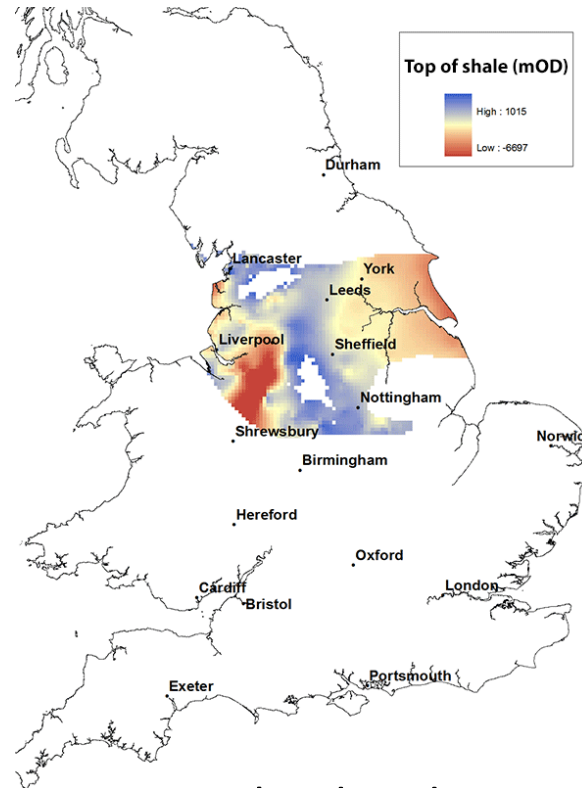 Top of shale (mOD)
High : 1015
Low : -6697
Durham
Lancaster
York
Leeds
Liverpool
Sheffield
Nottingham
Shrewsbury
Norwic
Birmingham
Hereford
Oxford
Cardiff
London
Bristol
Portsmouth
Exeter